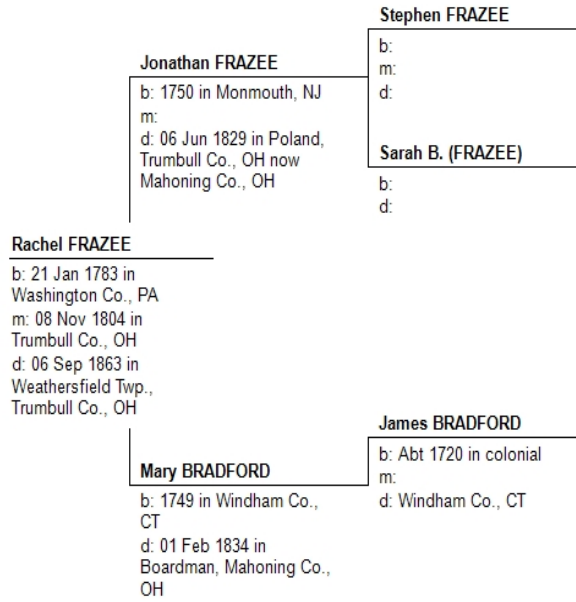 Stephen FRAZEE
b:
m:
d:
Jonathan FRAZEE
b: 1750 in Monmouth, NJ
m:
d: 06 Jun 1829 in Poland,
Trumbull Co., OH now
Mahoning Co., OH
Sarah B. (FRAZEE)
b:
d:
Rachel FRAZEE
b: 21 Jan 1783 in
Washington Co., PA
m: 08 Nov 1804 in
Trumbull Co., OH
d: 06 Sep 1863 in
Weathersfield Twp.,
Trumbull Co., OH
James BRADFORD
b: Abt 1720 in colonial
m:
d: Windham Co., CT
Mary BRADFORD
b: 1749 in Windham Co.,
CT
d: 01 Feb 1834 in
Boardman, Mahoning Co.,
OH